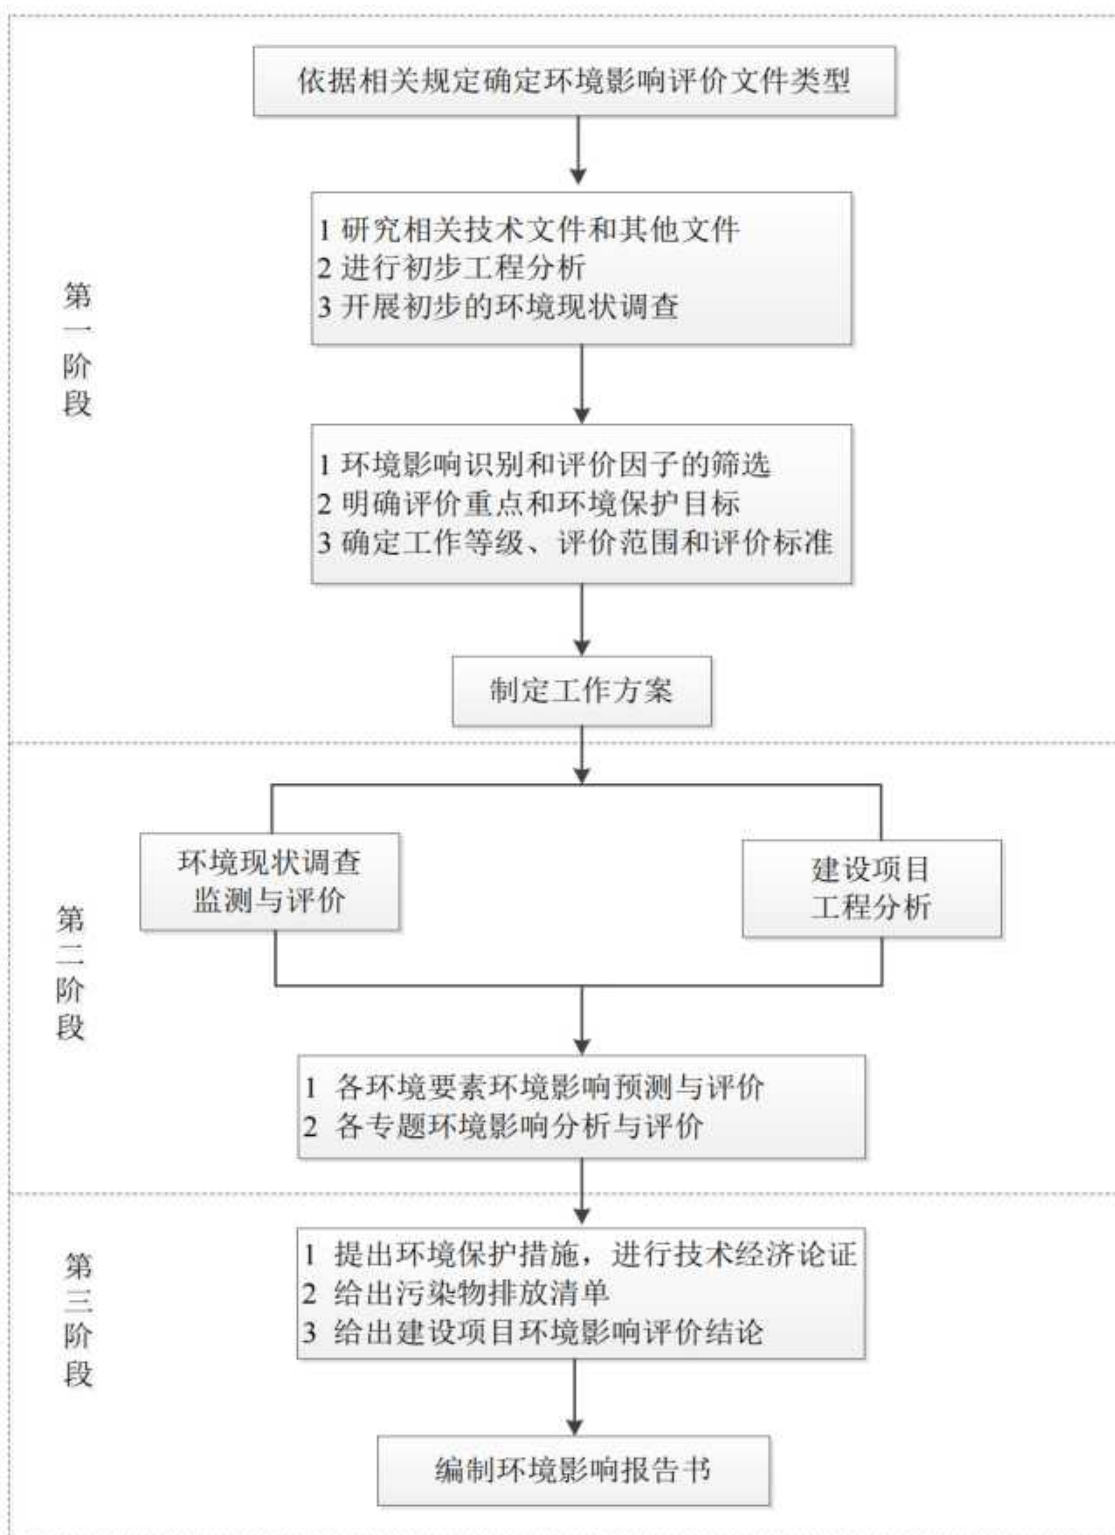 依据相关规定确定环境影响评价文件类型
1 研究相关技术文件和其他文件
2 进行初步工程分析
3 开展初步的环境现状调查
第一阶段
1 环境影响识别和评价因子的筛选
2 明确评价重点和环境保护目标
3 确定工作等级、评价范围和评价标准
制定工作方案
环境现状调查
监测与评价
建设项目
工程分析
第二阶段
1 各环境要素环境影响预测与评价
2 各专题环境影响分析与评价
第三阶段
1 提出环境保护措施，进行技术经济论证
2 给出污染物排放清单
3 给出建设项目环境影响评价结论
编制环境影响报告书